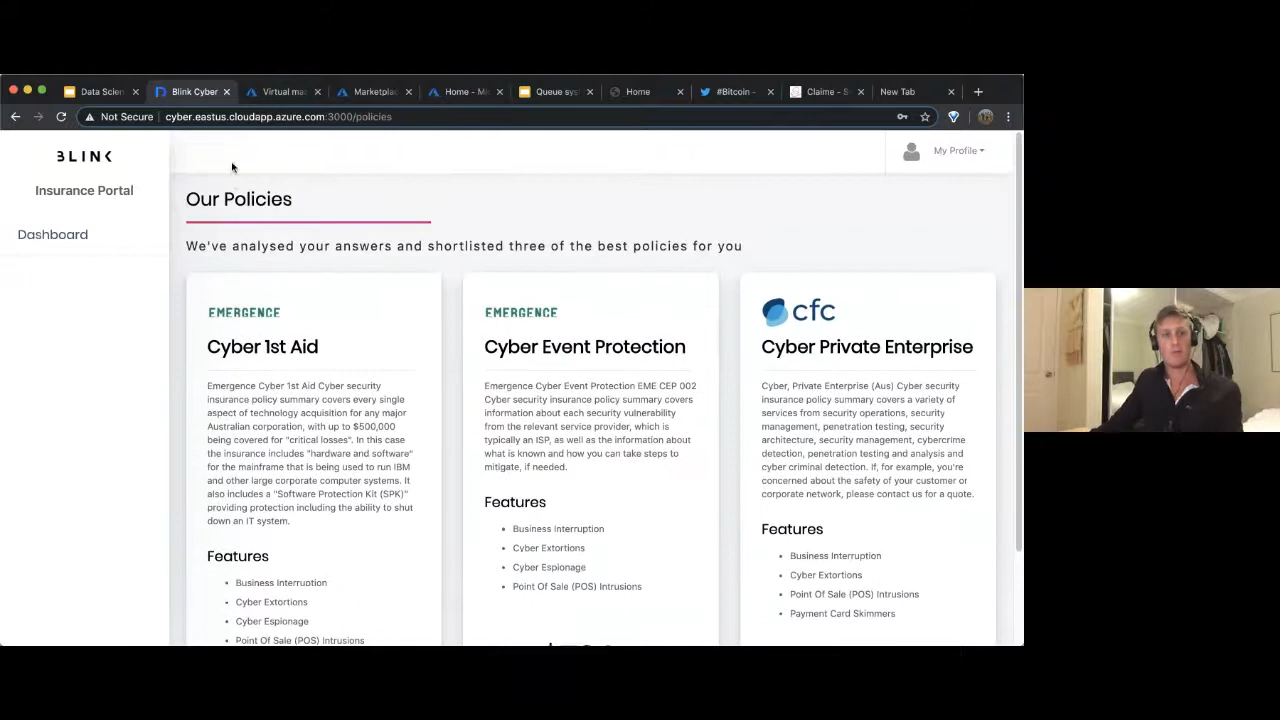 Data Scien
Blink Cyber
Virtual mac
Marketplac
Home - Mi
Queue sys
Home
#Bitcoin -
Claime - S
New Tab
Not Secure
cyber.eastus.cloudapp.azure.com:3000/policies
BLINK
Insurance Portal
Dashboard
My Profile
Our Policies
We've analysed your answers and shortlisted three of the best policies for you
EMERGENCE
Cyber 1st Aid
Emergence Cyber 1st Aid Cyber security
insurance policy summary covers every single
aspect of technology acquisition for any major
Australian corporation, with up to $500,000
being covered for "critical losses". In this case
the insurance includes "hardware and software"
for the mainframe that is being used to run IBM
and other large corporate computer systems. It
also includes a "Software Protection Kit (SPK)"
providing protection including the ability to shut
down an IT system.
Features
Business Interruption
Cyber Extortions
Cyber Espionage
Point Of Sale (POS) Intrusions
EMERGENCE
Cyber Event Protection
Emergence Cyber Event Protection EME CEP 002
Cyber security insurance policy summary covers
information about each security vulnerability
from the relevant service provider, which is
typically an ISP, as well as the information about
what is known and how you can take steps to
mitigate, if needed.
Features
Business Interruption
Cyber Extortions
Cyber Espionage
Point Of Sale (POS) Intrusions
cfc
Cyber Private Enterprise
Cyber, Private Enterprise (Aus) Cyber security
insurance policy summary covers a variety of
services from security operations, security
management, penetration testing, security
architecture, security management, cybercrime
detection, penetration testing and analysis and
cyber criminal detection. If, for example, you're
concerned about the safety of your customer or
corporate network, please contact us for a quote.
Features
Business Interruption
Cyber Extortions
Point Of Sale (POS) Intrusions
Payment Card Skimmers